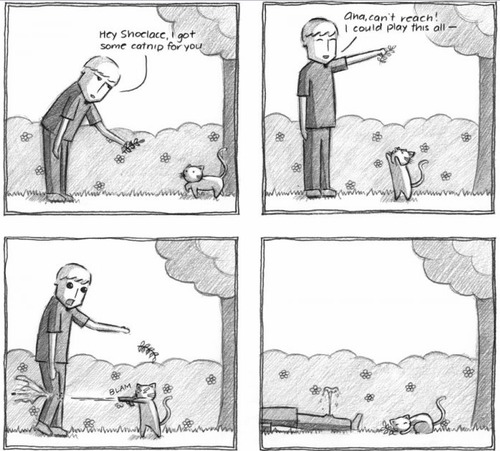 Hey Shoelace, I got
some catnip for you
Aha, can't reach!
I could play this all—
BLAM